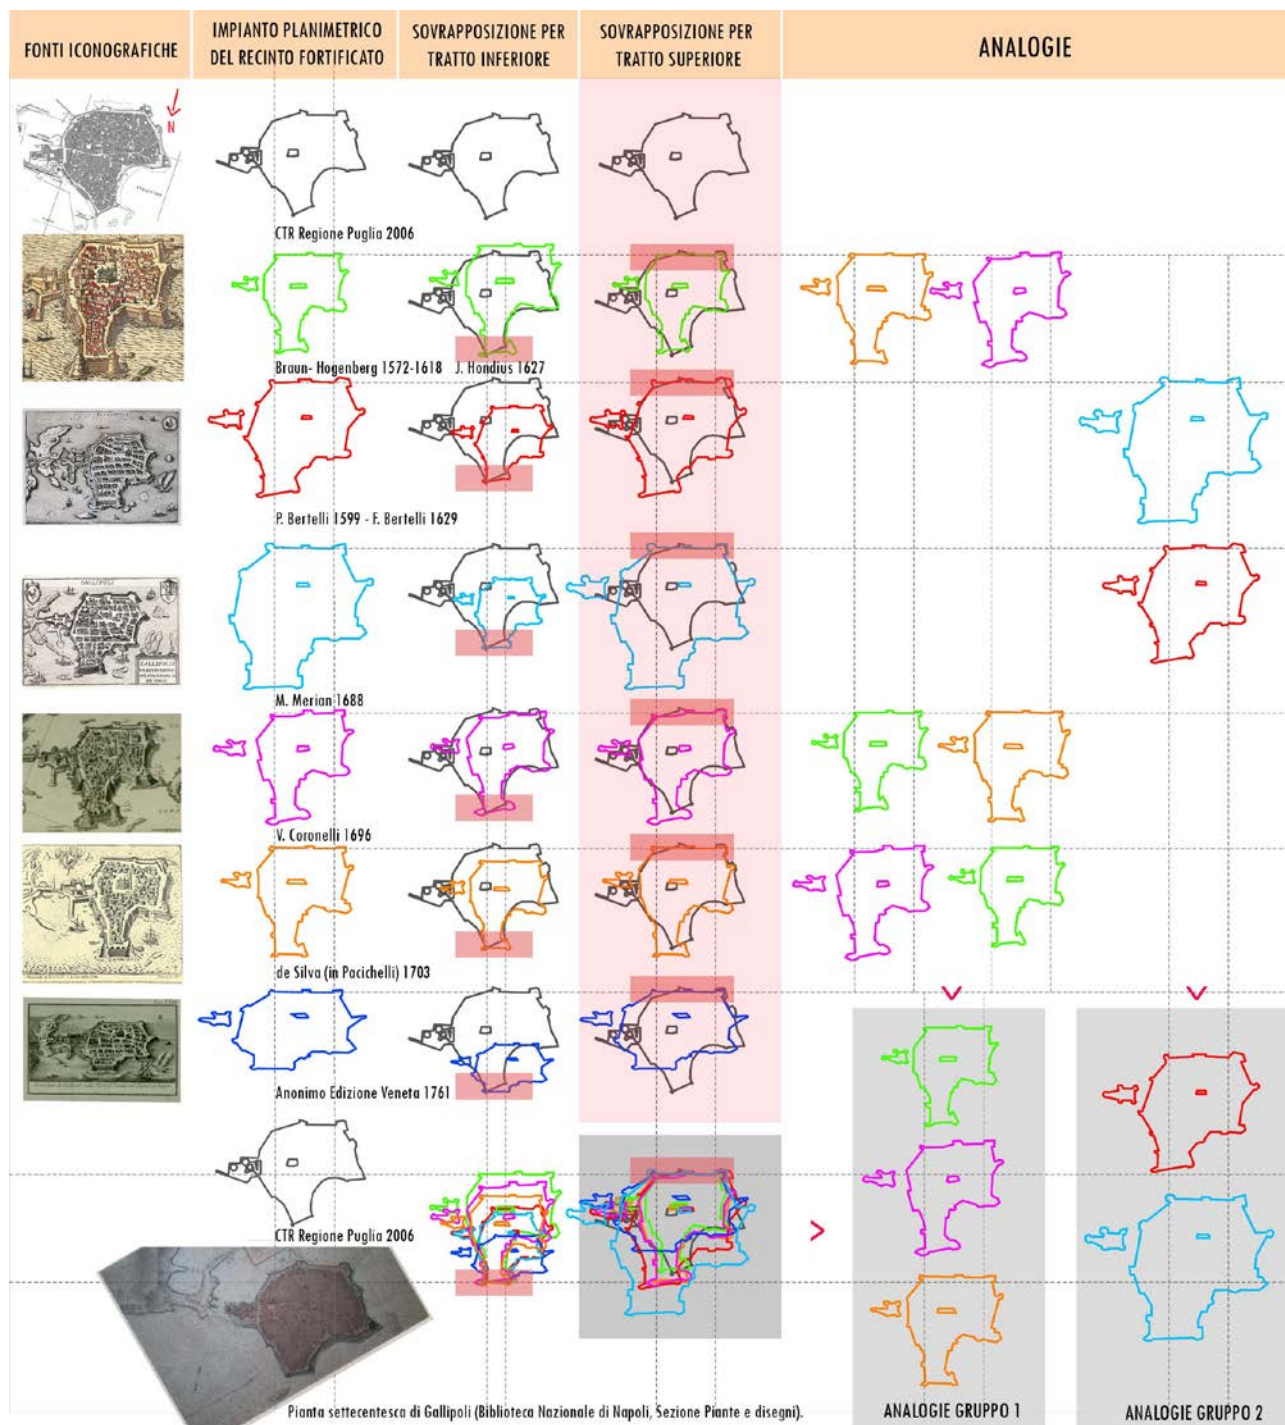 FONTI ICONOGRAFICHE
IMPIANTO PLANIMETRICO
DEL RECINTO FORTIFICATO
SOVRAPPOSIZIONE PER
TRATTO INFERIORE
SOVRAPPOSIZIONE PER
TRATTO SUPERIORE
ANALOGIE
N
CTR Regione Puglia 2006
Braun- Hogenberg 1572-1618 J. Hondius 1627
P. Bertelli 1599 - F. Bertelli 1629
GALLIPOLI
M. Merian 1688
V. Coronelli 1696
de Silva (in Pacichelli) 1703
Anonimo Edizione Veneta 1761
CTR Regione Puglia 2006
>
Pianta settecentesca di Gallipoli (Biblioteca Nazionale di Napoli, Sezione Piante e disegni).
ANALOGIE GRUPPO 1
ANALOGIE GRUPPO 2